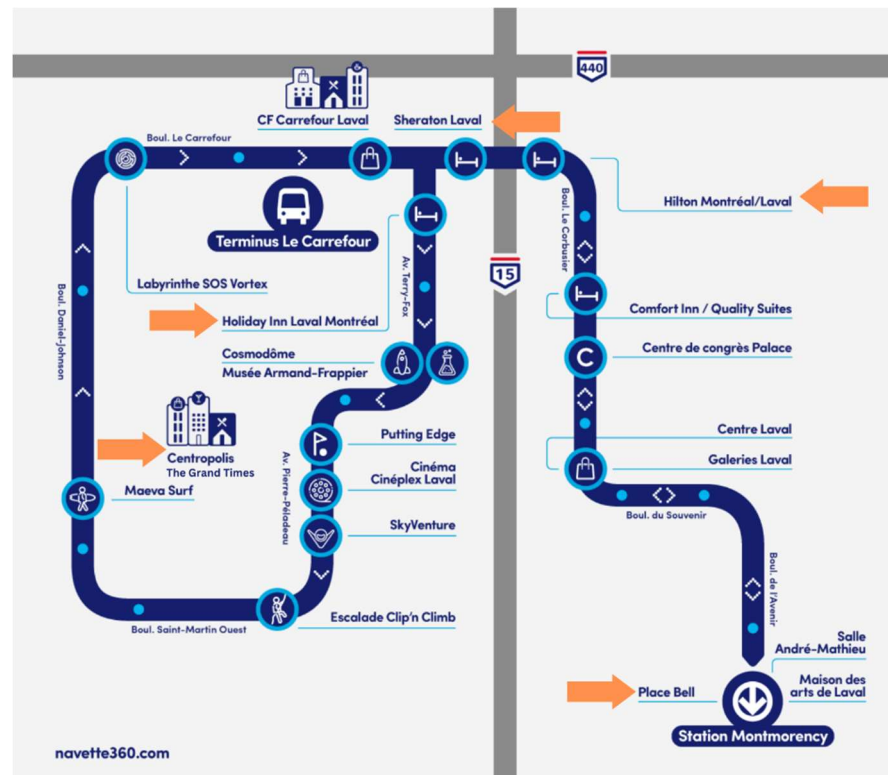 440
CF Carrefour Laval
Sheraton Laval
Boul. Le Carrefour
Hilton Montréal/Laval
Boul. Le Corbusier
Terminus Le Carrefour
Av. Terry-Fox
15
Labyrinthe SOS Vortex
Boul. Daniel-Johnson
Holiday Inn Laval Montréal
Comfort Inn / Quality Suites
Cosmodôme
Musée Armand-Frappier
C
Centre de congrès Palace
Putting Edge
Centre Laval
Centropolis
The Grand Times
Av. Pierre-Péladeau
Cinéma
Cinéplex Laval
Galeries Laval
Maeva Surf
SkyVenture
Boul. du Souvenir
Boul. de l'Avenir
Escalade Clip'n Climb
Boul. Saint-Martin Ouest
Salle
André-Mathieu
Place Bell
Maison des
arts de Laval
Station Montmorency
navette360.com